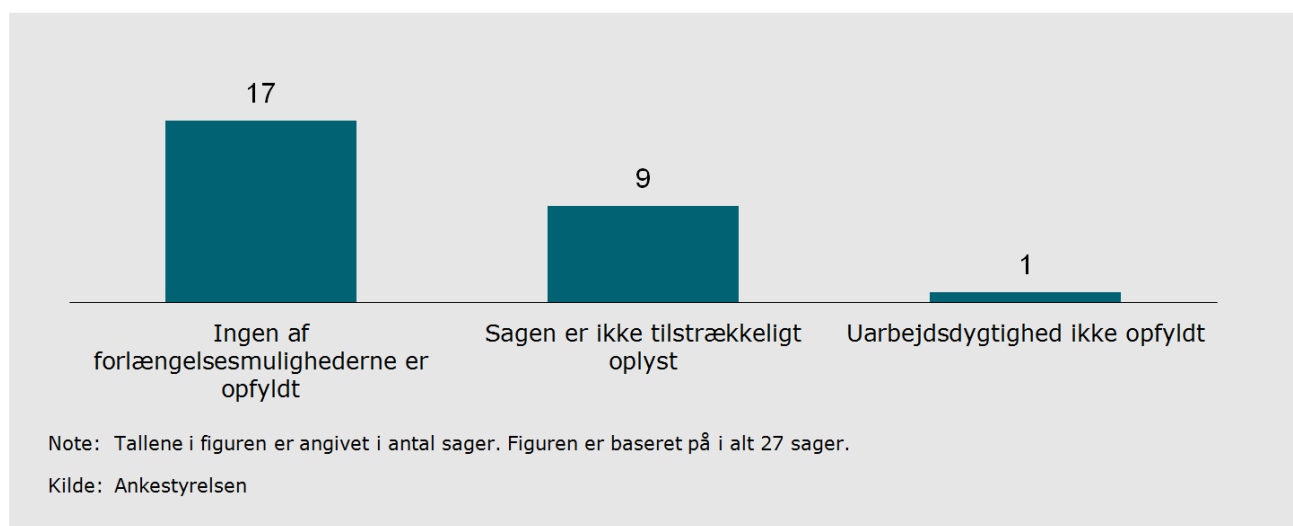 17
9
1
Ingen af
forlængelsesmulighederne er
opfyldt
Sagen er ikke tilstrækkeligt
oplyst
Uarbejdsdygtighed ikke opfyldt
Note: Tallene i figuren er angivet i antal sager. Figuren er baseret på i alt 27 sager.
Kilde: Ankestyrelsen